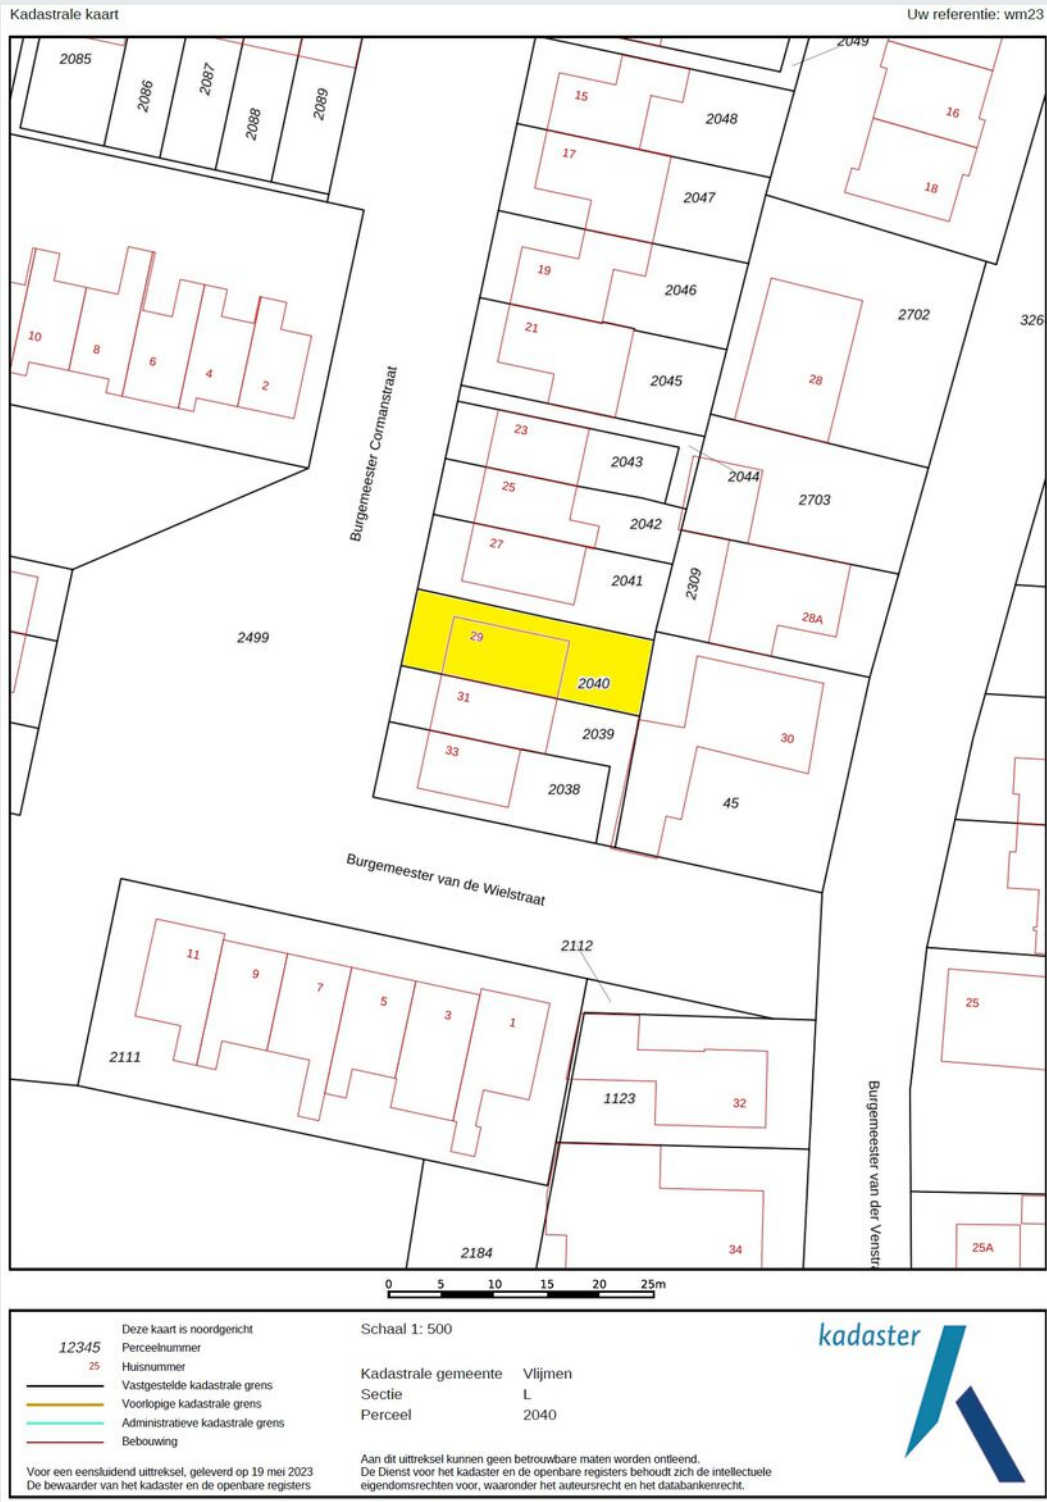 Kadastrale kaart
Uw referentie: wm23
2085
2086
2087
2088
2089
2049
15
2048
16
17
2047
18
19
2046
2702
326
21
2045
28
10
8
6
4
2
Burgemeester Cormanstraat
23
2043
2044
2703
25
2042
27
2041
2309
28A
2499
29
2040
31
2039
30
33
2038
45
Burgemeester van de Wielstraat
2112
11
9
7
5
3
1
25
2111
1123
32
Burgemeester van der Venstra
2184
34
25A
0 5 10 15 20 25m
Deze kaart is noordgericht
12345 Perceelnummer
25 Huisnummer
Vastgestelde kadastrale grens
Voorlopige kadastrale grens
Administratieve kadastrale grens
Bebouwing
Voor een eensluidend uittreksel, geleverd op 19 mei 2023
De bewaarder van het kadaster en de openbare registers
Schaal 1: 500
Kadastrale gemeente Vlijmen
Sectie L
Perceel 2040
Aan dit uittreksel kunnen geen betrouwbare maten worden ontleend.
De Dienst voor het kadaster en de openbare registers behoudt zich de intellectuele
eigendomsrechten voor, waaronder het auteursrecht en het databankenrecht.
kadaster